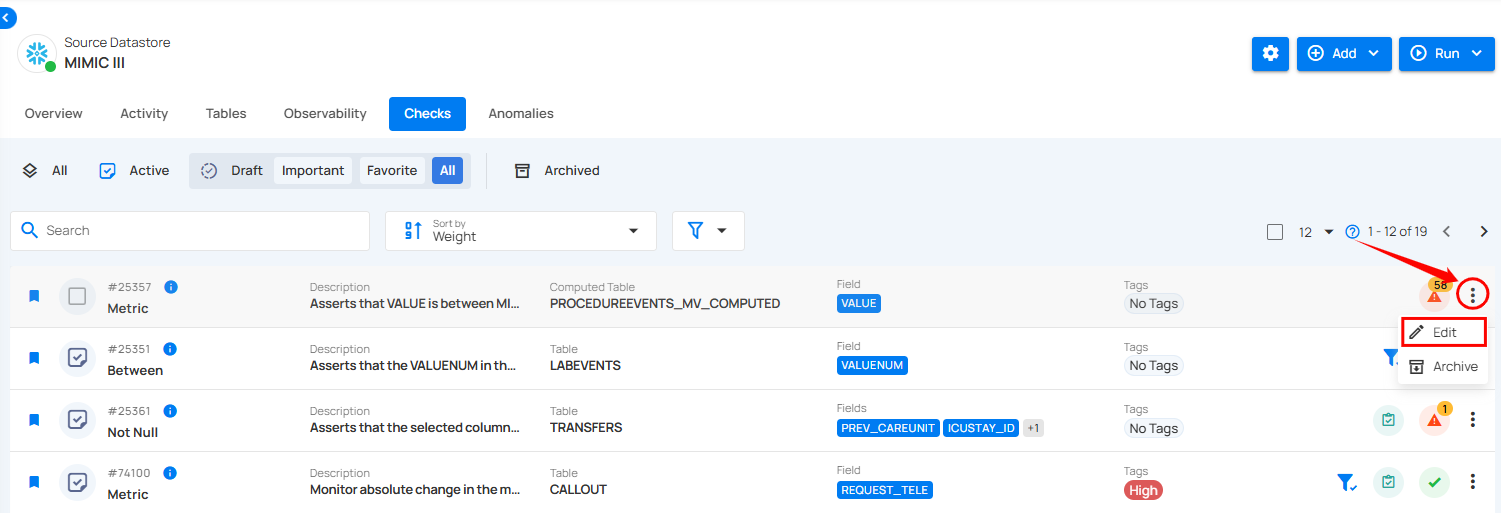 Source Datastore
MIMIC III
Add
Run
Overview Activity Tables Observability Checks Anomalies
All Active Draft Important Favorite All Archived
Search
Sort by
Weight
12
1 - 12 of 19
#25357
Metric
Description
Asserts that VALUE is between MI...
Computed Table
PROCEDUREEVENTS_MV_COMPUTED
Field
VALUE
Tags
No Tags
58
Edit
Archive
#25351
Between
Description
Asserts that the VALUENUM in th...
Table
LABEVENTS
Field
VALUENUM
Tags
No Tags
#25361
Not Null
Description
Asserts that the selected column...
Table
TRANSFERS
Fields
PREV_CAREUNIT ICUSTAY_ID +1
Tags
No Tags
1
#74100
Metric
Description
Monitor absolute change in the m...
Table
CALLOUT
Field
REQUEST_TELE
Tags
High